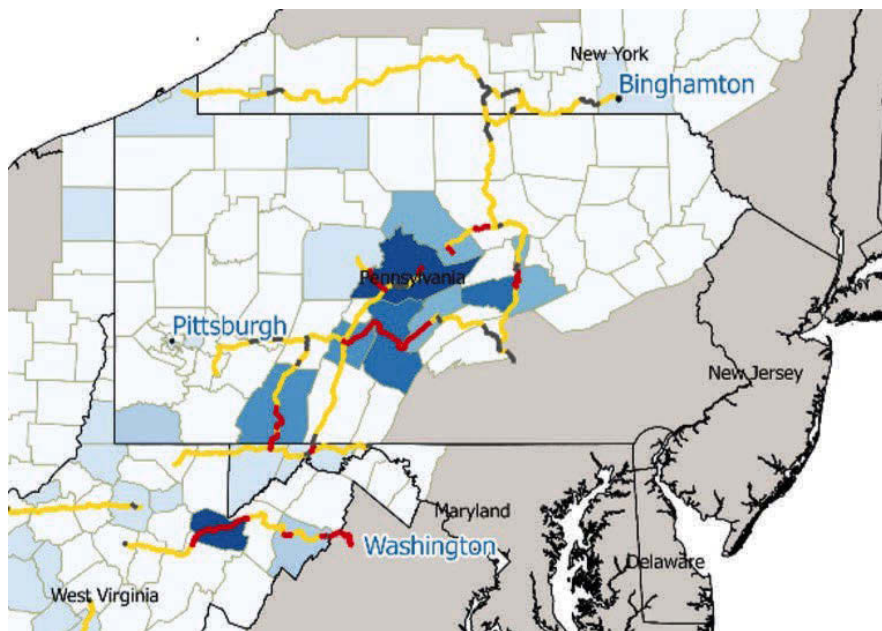 New York
Binghamton
Pennsylvania
Pittsburgh
New Jersey
Maryland
Washington
Delaware
West Virginia